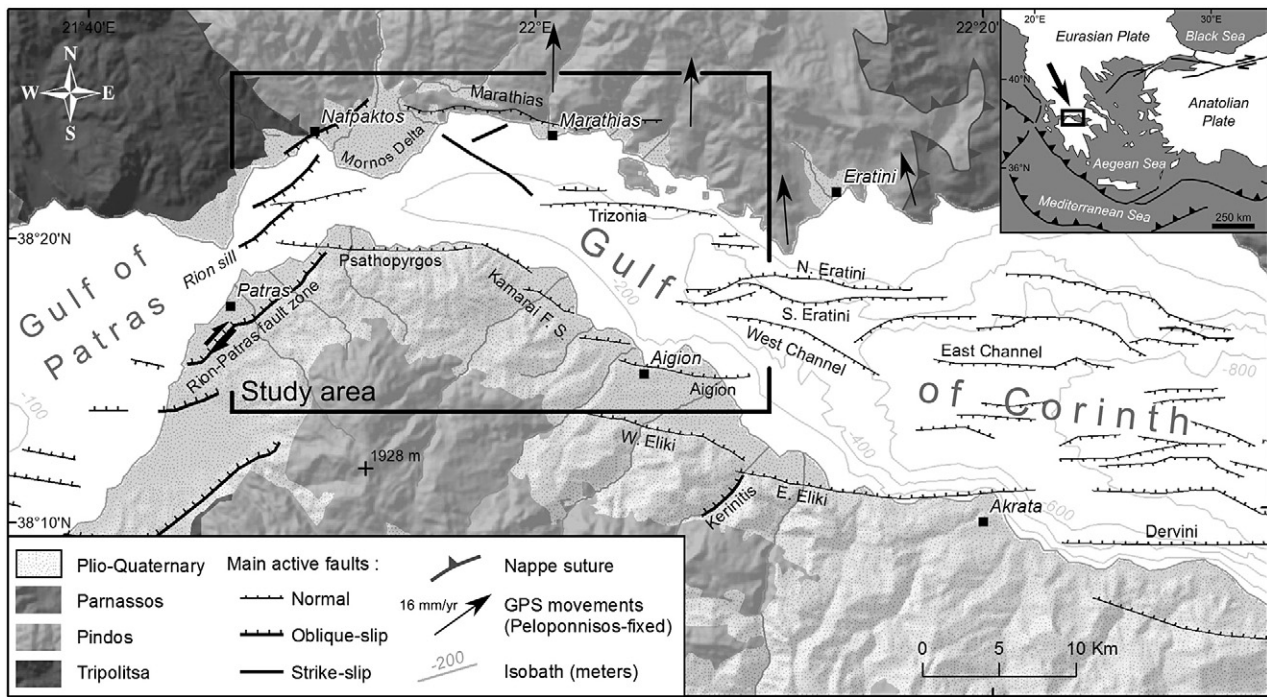 21°40'E
22°E
22°20'E
N
W
E
S
Nafpaktos
Marathias
Marathias
Mornos Delta
Eratini
Trizonia
38°20'N
Rion sill
Psathopyrgos
Gulf of
Patras
Patras
Rion-Patras fault zone
Kamarai F. S.
Gulf
-200
N. Eratini
S. Eratini
West Channel
East Channel
-800
of Corinth
Aigion
Aigion
Study area
-100
-400
W. Eliki
1928 m
Kerinitis
E. Eliki
Akrata
-600
38°10'N
Dervini
20°E
30°E
Eurasian Plate
Black Sea
40°N
Anatolian
Plate
36°N
Aegean Sea
Mediterranean Sea
250 km
Plio-Quaternary
Parnassos
Pindos
Tripolitsa
Main active faults :
Normal
Oblique-slip
Strike-slip
Nappe suture
16 mm/yr
GPS movements
(Peloponnisos-fixed)
-200
Isobath (meters)
0
5
10 Km